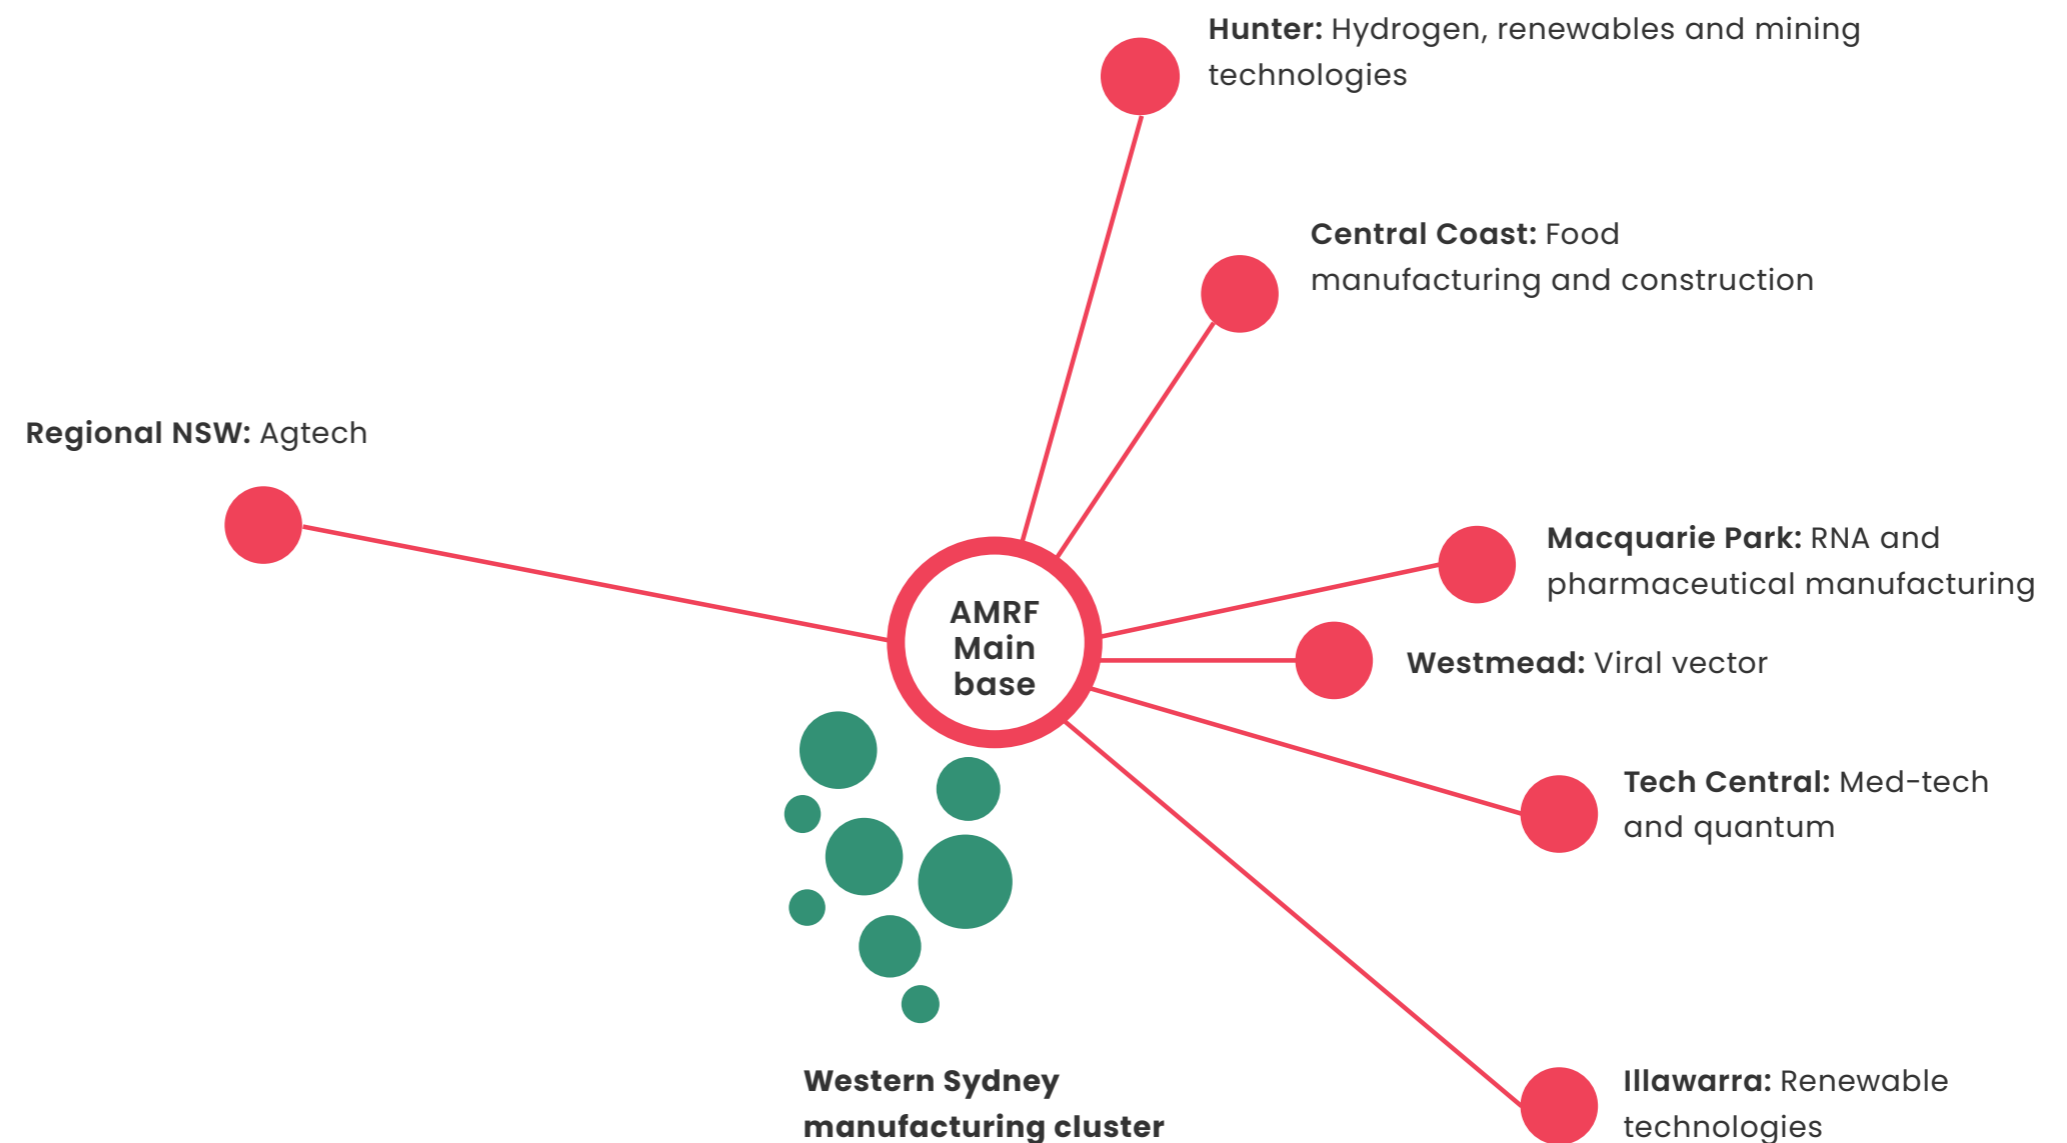 Hunter: Hydrogen, renewables and mining
technologies
Central Coast: Food
manufacturing and construction
Regional NSW: Agtech
Macquarie Park: RNA and
pharmaceutical manufacturing
AMRF
Main
base
Westmead: Viral vector
Tech Central: Med-tech
and quantum
Western Sydney
manufacturing cluster
Illawarra: Renewable
technologies